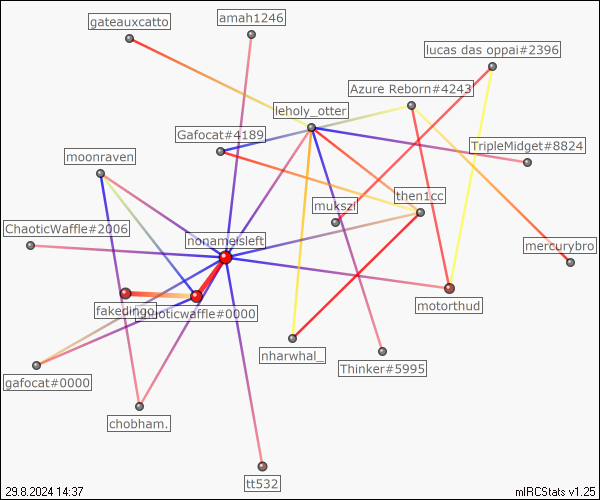 amah1246
gateauxcatto
lucas das oppai#2396
Azure Reborn#4243
leholy_otter
Gafocat#4189
TripleMidget#8824
moonraven
then1cc
mukszi
ChaoticWaffle#2006
nonameisleft
mercurybro
fakedingo
chaoticwaffle#0000
motorthud
nharwhal_
Thinker#5995
gafocat#0000
chobham.
tt532
29.8.2024 14:37
mIRCStats v1.25